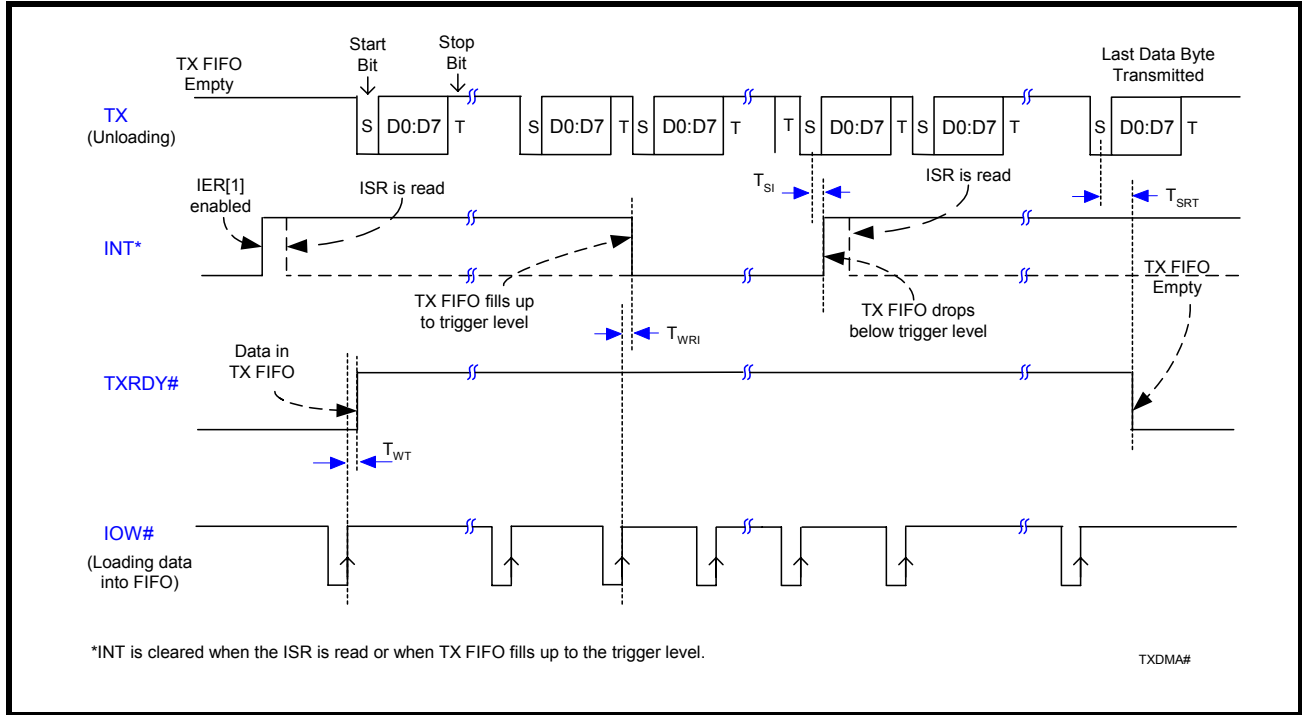 Start
Bit
Stop
Bit
TX FIFO
Empty
Last Data Byte
Transmitted
TX
(Unloading)
S D0:D7 T S D0:D7 T S D0:D7 T T S D0:D7 T S D0:D7 T S D0:D7 T
IER[1]
enabled
ISR is read
TSI
ISR is read
TSRT
INT*
TX FIFO fills up
to trigger level
TX FIFO drops
below trigger level
TX FIFO
Empty
TWRI
Data in
TX FIFO
TXRDY#
TWT
IOW#
(Loading data
into FIFO)
*INT is cleared when the ISR is read or when TX FIFO fills up to the trigger level.
TXDMA#